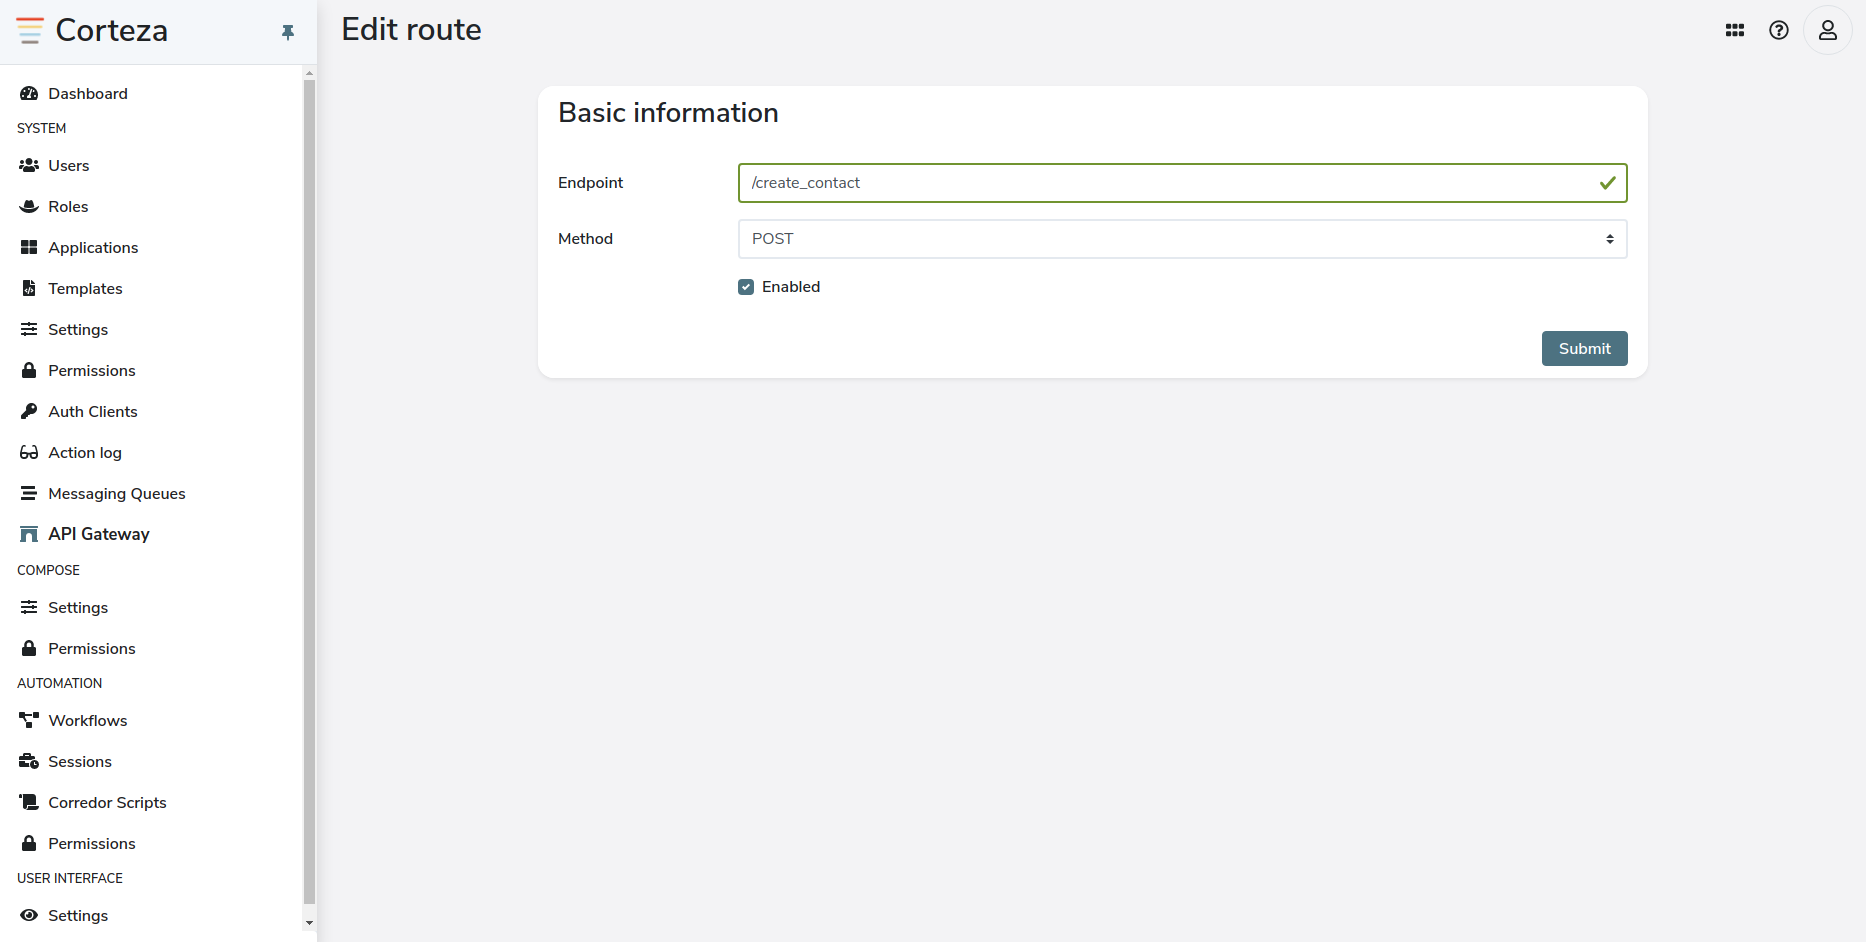 Corteza
Dashboard
SYSTEM
Users
Roles
Applications
Templates
Settings
Permissions
Auth Clients
Action log
Messaging Queues
API Gateway
COMPOSE
Settings
Permissions
AUTOMATION
Workflows
Sessions
Corredor Scripts
Permissions
USER INTERFACE
Settings
Edit route
Basic information
Endpoint /create_contact
Method POST
Enabled
Submit